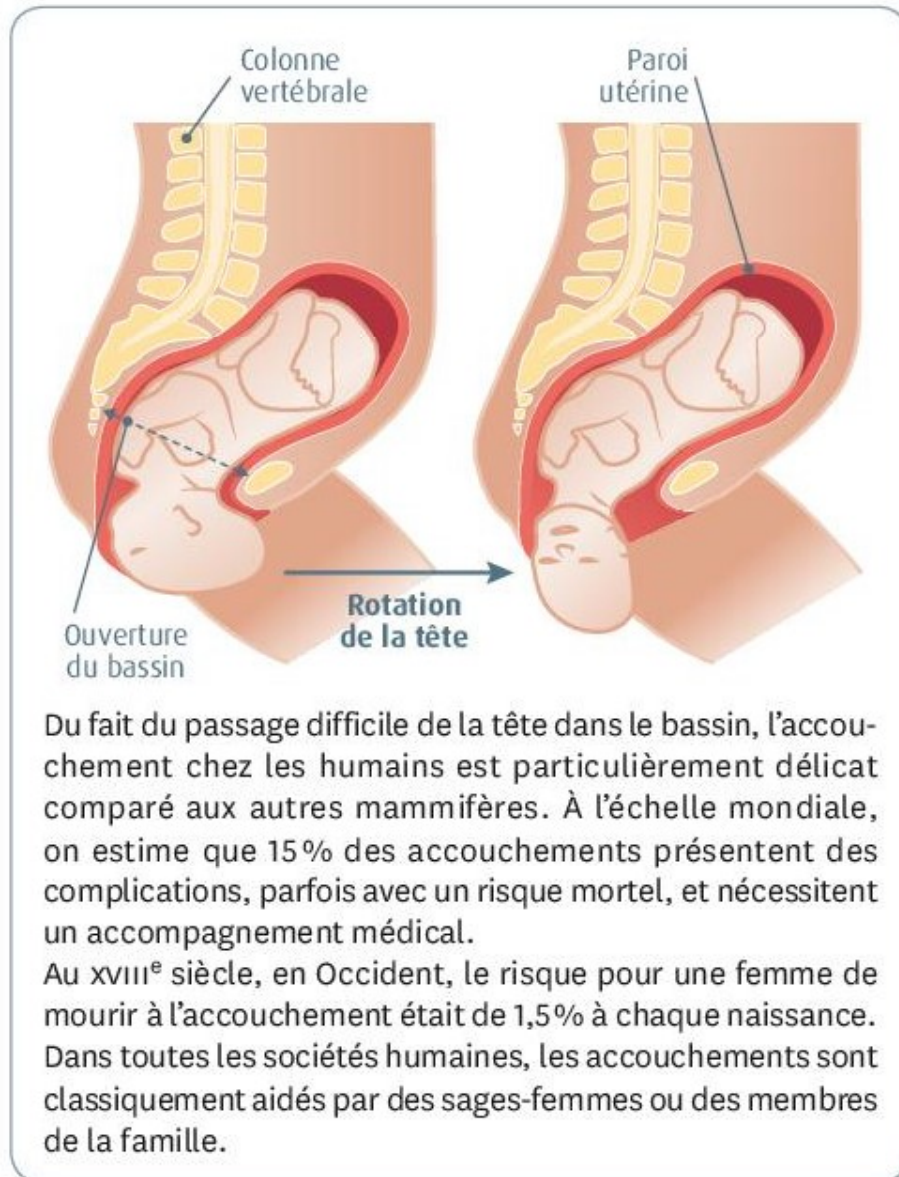 Colonne
vertébrale
Paroi
utérine
Rotation
de la tête
Ouverture
du bassin
Du fait du passage difficile de la tête dans le bassin, l'accou-
chement chez les humains est particulièrement délicat
comparé aux autres mammifères. À l'échelle mondiale,
on estime que 15% des accouchements présentent des
complications, parfois avec un risque mortel, et nécessitent
un accompagnement médical.
Au XVIIIᵉ siècle, en Occident, le risque pour une femme de
mourir à l'accouchement était de 1,5% à chaque naissance.
Dans toutes les sociétés humaines, les accouchements sont
classiquement aidés par des sages-femmes ou des membres
de la famille.